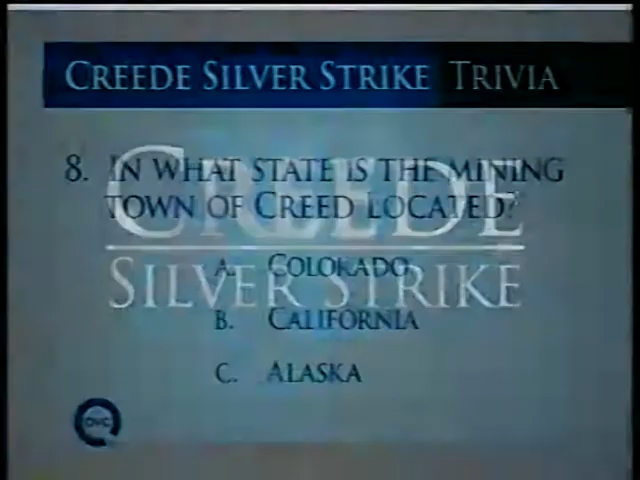 CREEDE SILVER STRIKE TRIVIA
8. IN WHAT STATE IS THE MINING
TOWN OF CREED LOCATED?
CREEDE
A. COLORADO
SILVER STRIKE
B. CALIFORNIA
C. ALASKA
QVC